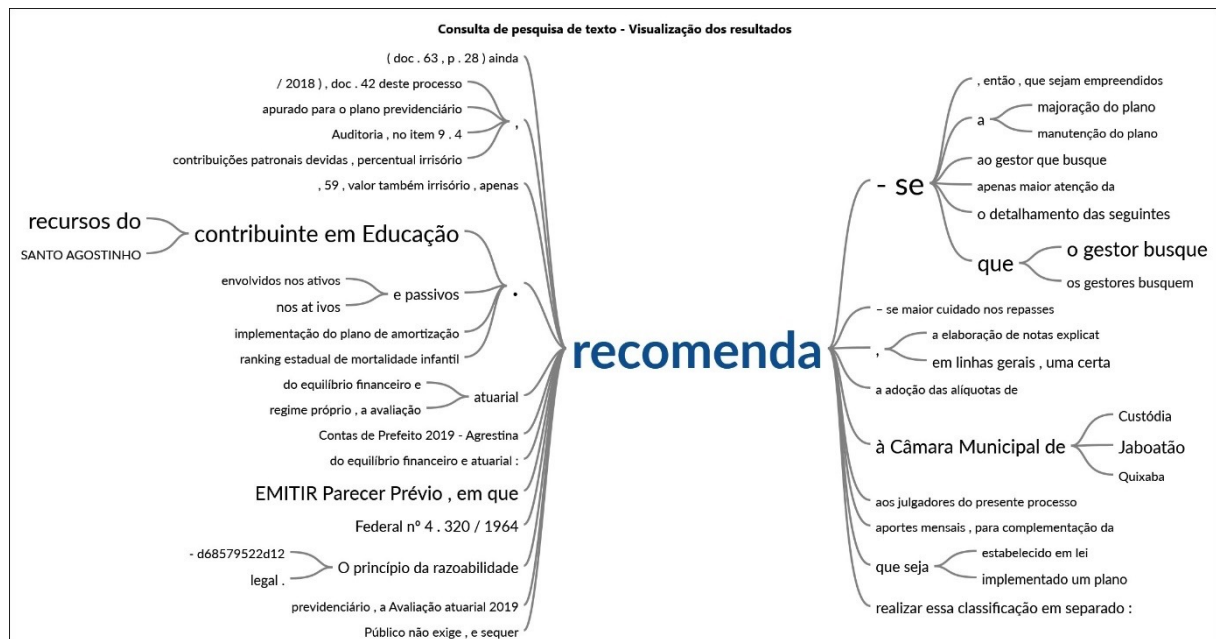 Consulta de pesquisa de texto - Visualização dos resultados
( doc . 63 , p . 28 ) ainda
/ 2018 ) , doc . 42 deste processo
apurado para o plano previdenciário
Auditoria , no item 9 . 4
contribuições patronais devidas , percentual irrisório
,
, 59 , valor também irrisório , apenas
recursos do
SANTO AGOSTINHO
contribuinte em Educação
envolvidos nos ativos
nos at ivos
e passivos
implementação do plano de amortização
ranking estadual de mortalidade infantil
.
do equilíbrio financeiro e
regime próprio , a avaliação
atuarial
Contas de Prefeito 2019 - Agrestina
do equilíbrio financeiro e atuarial :
EMITIR Parecer Prévio , em que
Federal nº 4 . 320 / 1964
- d68579522d12
legal .
O princípio da razoabilidade
previdenciário , a Avaliação atuarial 2019
Público não exige , e sequer
recomenda
- se
, então , que sejam empreendidos
a
majoração do plano
manutenção do plano
ao gestor que busque
apenas maior atenção da
o detalhamento das seguintes
que
o gestor busque
os gestores busquem
– se maior cuidado nos repasses
,
a elaboração de notas explicat
em linhas gerais , uma certa
a adoção das alíquotas de
à Câmara Municipal de
Custódia
Jaboatão
Quixaba
aos julgadores do presente processo
aportes mensais , para complementação da
que seja
estabelecido em lei
implementado um plano
realizar essa classificação em separado :